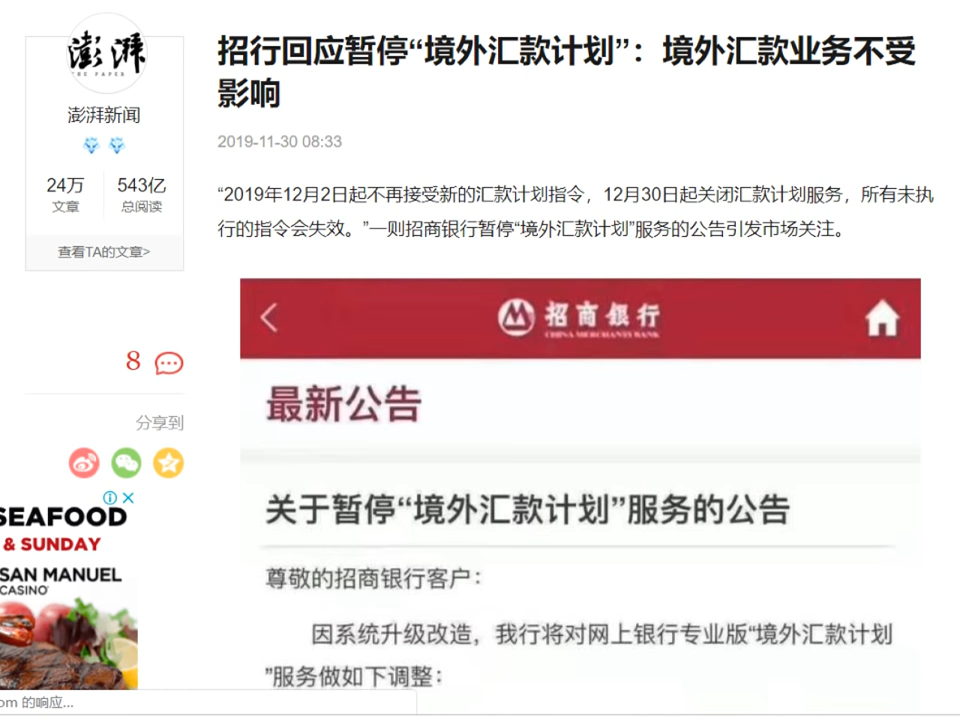 澎湃
THE PAPER
澎湃新闻
24万
文章
543亿
总阅读
查看TA的文章>
8
分享到
招行回应暂停“境外汇款计划”：境外汇款业务不受
影响
2019-11-30 08:33
“2019年12月2日起不再接受新的汇款计划指令，12月30日起关闭汇款计划服务，所有未执
行的指令会失效。”一则招商银行暂停“境外汇款计划”服务的公告引发市场关注。
招商银行
CHINA MERCHANTS BANK
最新公告
关于暂停“境外汇款计划”服务的公告
尊敬的招商银行客户：
因系统升级改造，我行将对网上银行专业版“境外汇款计划
”服务做如下调整：
SEAFOOD
& SUNDAY
SAN MANUEL
CASINO
om 的响应...